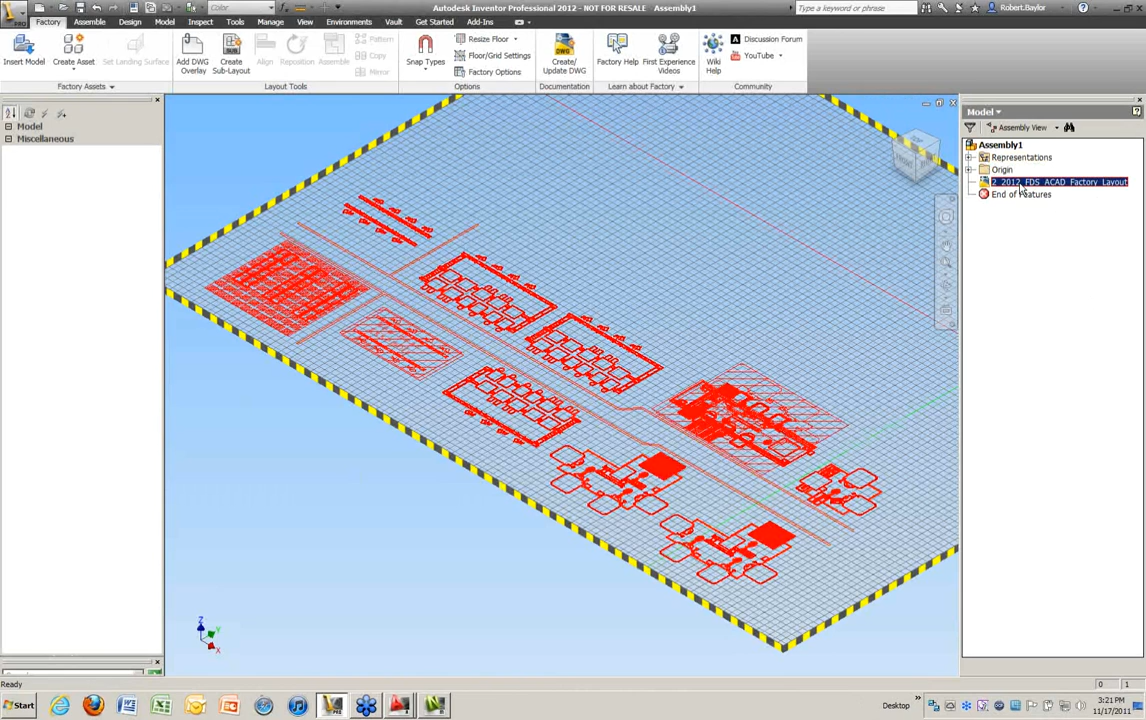 Color
Autodesk Inventor Professional 2012 - NOT FOR RESALE Assembly1
Type a keyword or phrase
Robert.Baylor
PRO
Factory Assemble Design Model Inspect Tools Manage View Environments Vault Get Started Add-Ins
Insert Model
Create Asset
Set Landing Surface
Add DWG Overlay
Create Sub-Layout
Align
Reposition
Assemble
Pattern
Copy
Mirror
Snap Types
Resize Floor
Floor/Grid Settings
Factory Options
Create/ Update DWG
Factory Help
First Experience Videos
Wiki Help
Discussion Forum
YouTube
Factory Assets
Layout Tools
Options
Documentation
Learn about Factory
Community
Model
Miscellaneous
Model
Assembly View
Assembly1
Representations
Origin
2_2012_FDS_ACAD_Factory_Layout
End of Features
Z
Y
X
Ready
0
1
Start
Desktop
3:21 PM
11/17/2011